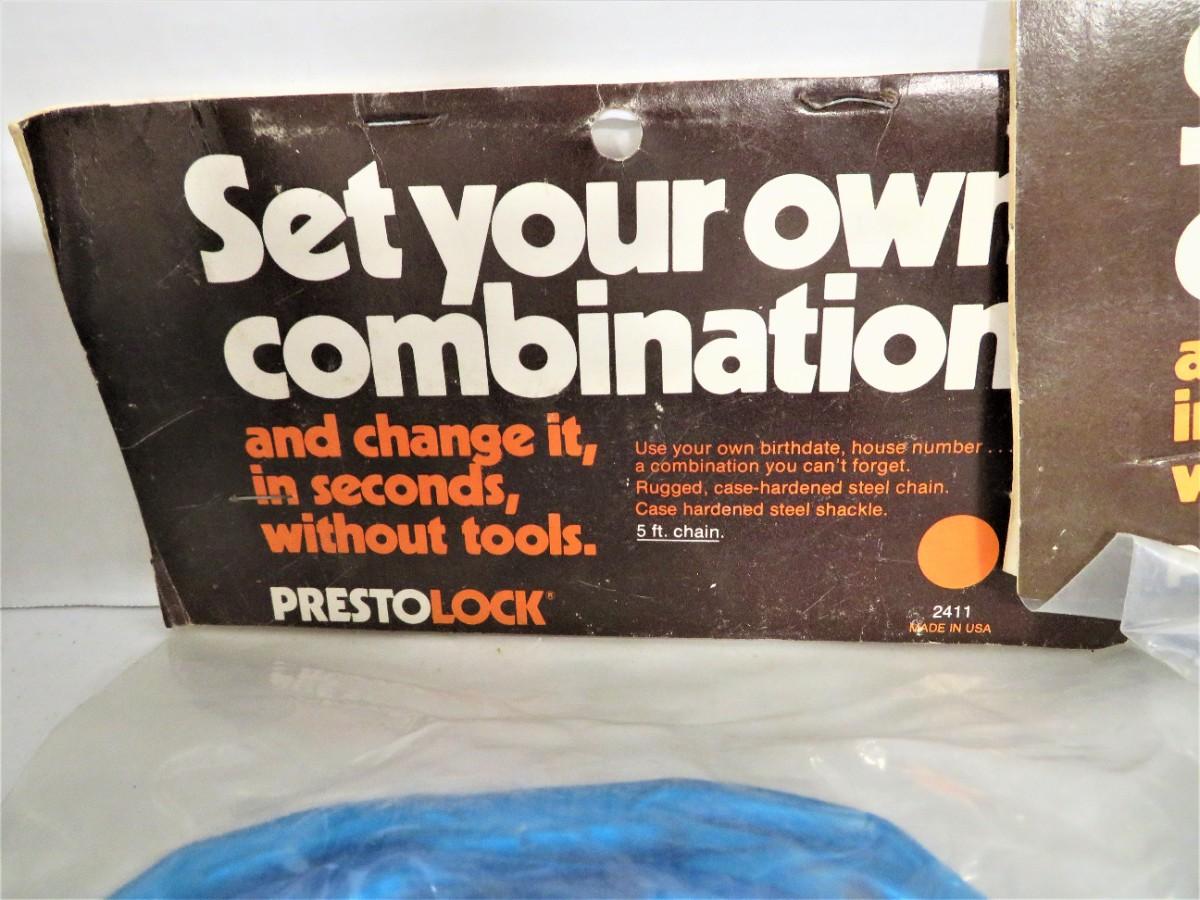 Set your own
combination
and change it,
in seconds,
without tools.
Use your own birthdate, house number...
a combination you can't forget.
Rugged, case-hardened steel chain.
Case hardened steel shackle.
5 ft. chain.
PRESTOLOCK®
2411
MADE IN USA